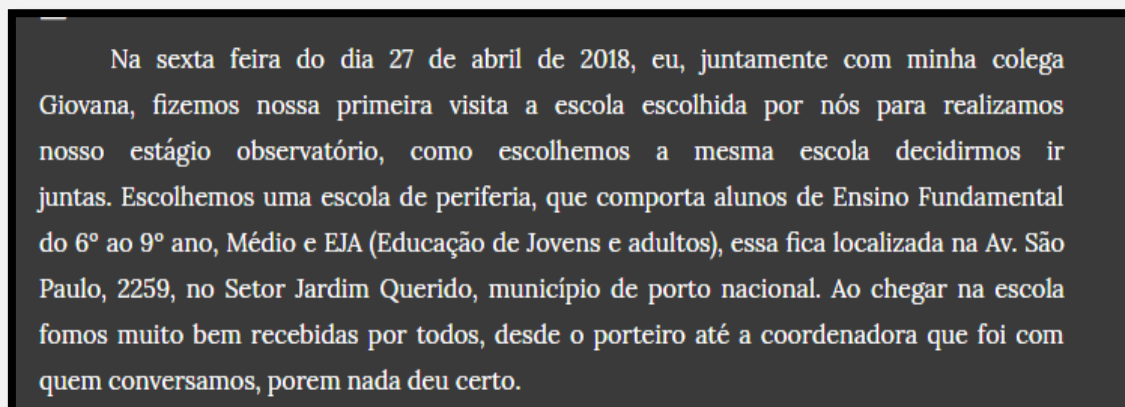 Na sexta feira do dia 27 de abril de 2018, eu, juntamente com minha colega
Giovana, fizemos nossa primeira visita a escola escolhida por nós para realizamos
nosso estágio observatório, como escolhemos a mesma escola decidirmos ir
juntas. Escolhemos uma escola de periferia, que comporta alunos de Ensino Fundamental
do 6º ao 9º ano, Médio e EJA (Educação de Jovens e adultos), essa fica localizada na Av. São
Paulo, 2259, no Setor Jardim Querido, município de porto nacional. Ao chegar na escola
fomos muito bem recebidas por todos, desde o porteiro até a coordenadora que foi com
quem conversamos, porem nada deu certo.